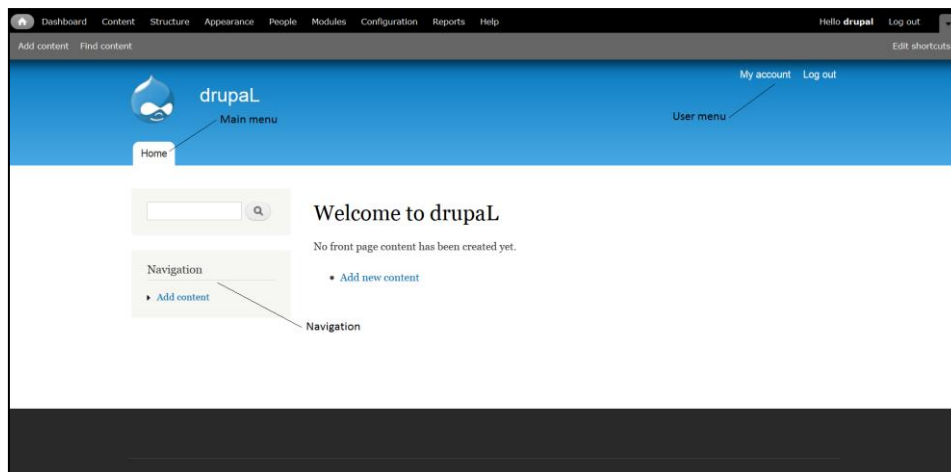 Dashboard Content Structure Appearance People Modules Configuration Reports Help Hello drupal Log out
Add content Find content Edit shortcuts
My account Log out
drupaL
Main menu
User menu
Home
Welcome to drupaL
No front page content has been created yet.
Navigation
Add new content
Add content
Navigation